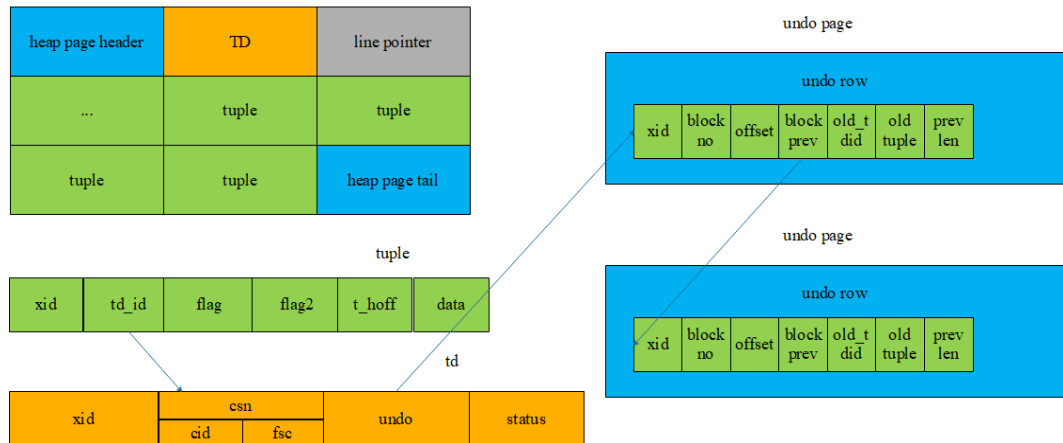 heap page header
TD
line pointer
...
tuple
tuple
tuple
tuple
heap page tail
tuple
xid
td_id
flag
flag2
t_hoff
data
td
xid
csn
cid
fsc
undo
status
undo page
undo row
xid
block
no
offset
block
prev
old_t
did
old
tuple
prev
len
undo page
undo row
xid
block
no
offset
block
prev
old_t
did
old
tuple
prev
len